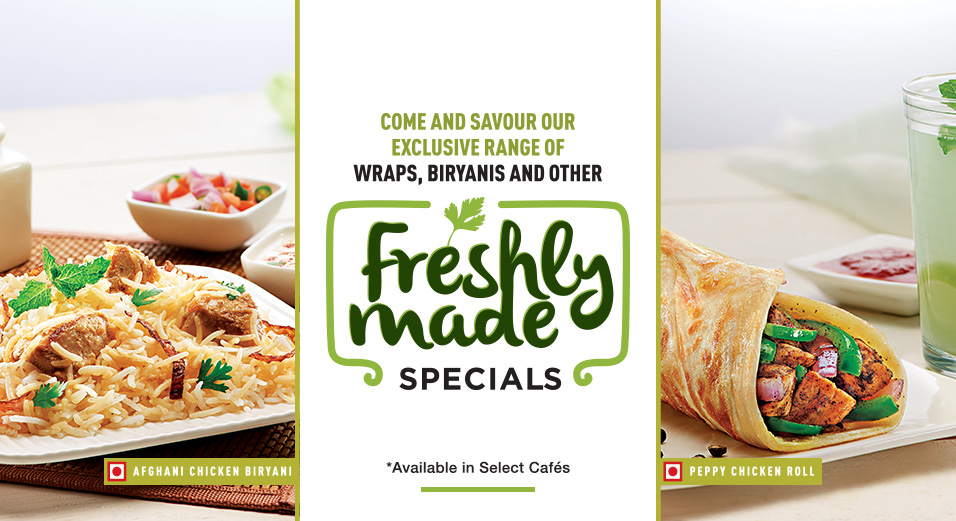 COME AND SAVOUR OUR
EXCLUSIVE RANGE OF
WRAPS, BIRYANIS AND OTHER
Freshly
made
SPECIALS
*Available in Select Cafés
AFGHANI CHICKEN BIRYANI
PEPPY CHICKEN ROLL